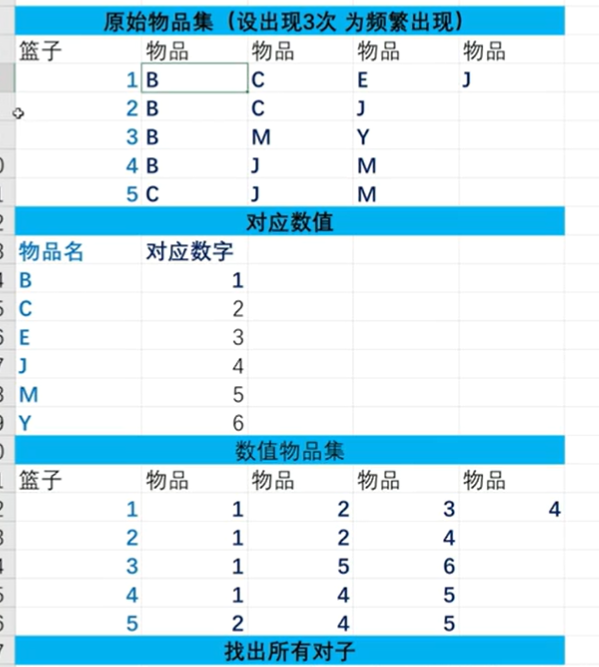 原始物品集（设出现3次 为频繁出现）
篮子 物品 物品 物品 物品
1 B C E J
2 B C J
3 B M Y
4 B J M
5 C J M
对应数值
物品名 对应数字
B 1
C 2
E 3
J 4
M 5
Y 6
数值物品集
篮子 物品 物品 物品 物品
1 1 2 3 4
2 1 2 4
3 1 5 6
4 1 4 5
5 2 4 5
找出所有对子